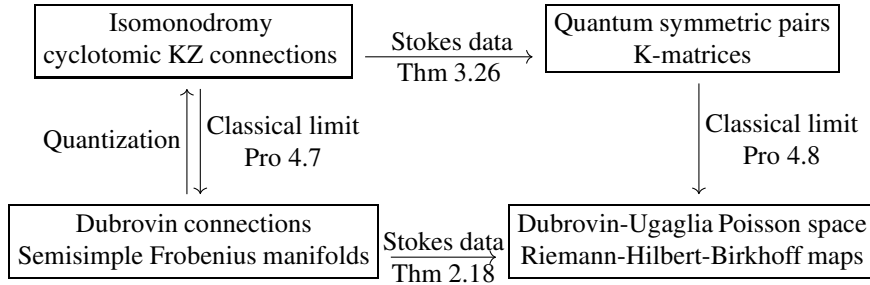 Isomonodromy
cyclotomic KZ connections
Stokes data
Thm 3.26
Quantum symmetric pairs
K-matrices
Quantization
Classical limit
Pro 4.7
Classical limit
Pro 4.8
Dubrovin connections
Semisimple Frobenius manifolds
Stokes data
Thm 2.18
Dubrovin-Ugaglia Poisson space
Riemann-Hilbert-Birkhoff maps